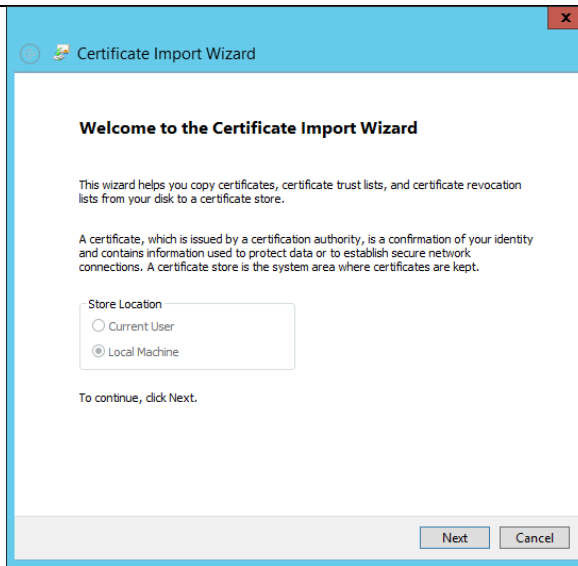 x
Certificate Import Wizard
Welcome to the Certificate Import Wizard
This wizard helps you copy certificates, certificate trust lists, and certificate revocation
lists from your disk to a certificate store.
A certificate, which is issued by a certification authority, is a confirmation of your identity
and contains information used to protect data or to establish secure network
connections. A certificate store is the system area where certificates are kept.
Store Location
Current User
Local Machine
To continue, click Next.
Next Cancel